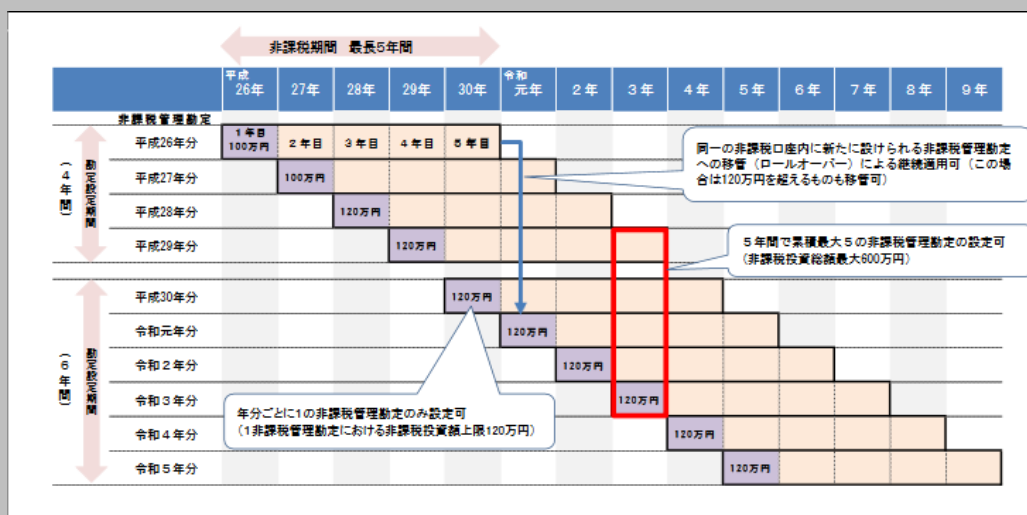 非課税期間 最長5年間
平成
26年 27年 28年 29年 30年 令和
元年 2年 3年 4年 5年 6年 7年 8年 9年
非課税管理勘定
平成26年分 1年目
100万円 2年目 3年目 4年目 5年目
同一の非課税口座内に新たに設けられる非課税管理勘定
への移管（ロールオーバー）による継続適用可（この場
合は120万円を超えるものも移管可）
勘定設定期間
（4年間）
平成27年分 100万円
平成28年分 120万円
平成29年分 120万円
5年間で累積最大5の非課税管理勘定の設定可
（非課税投資総額最大600万円）
平成30年分 120万円
令和元年分 120万円
勘定設定期間
（6年間）
令和2年分 120万円
令和3年分 120万円
年分ごとに1の非課税管理勘定のみ設定可
（1非課税管理勘定における非課税投資額上限120万円）
令和4年分 120万円
令和5年分 120万円